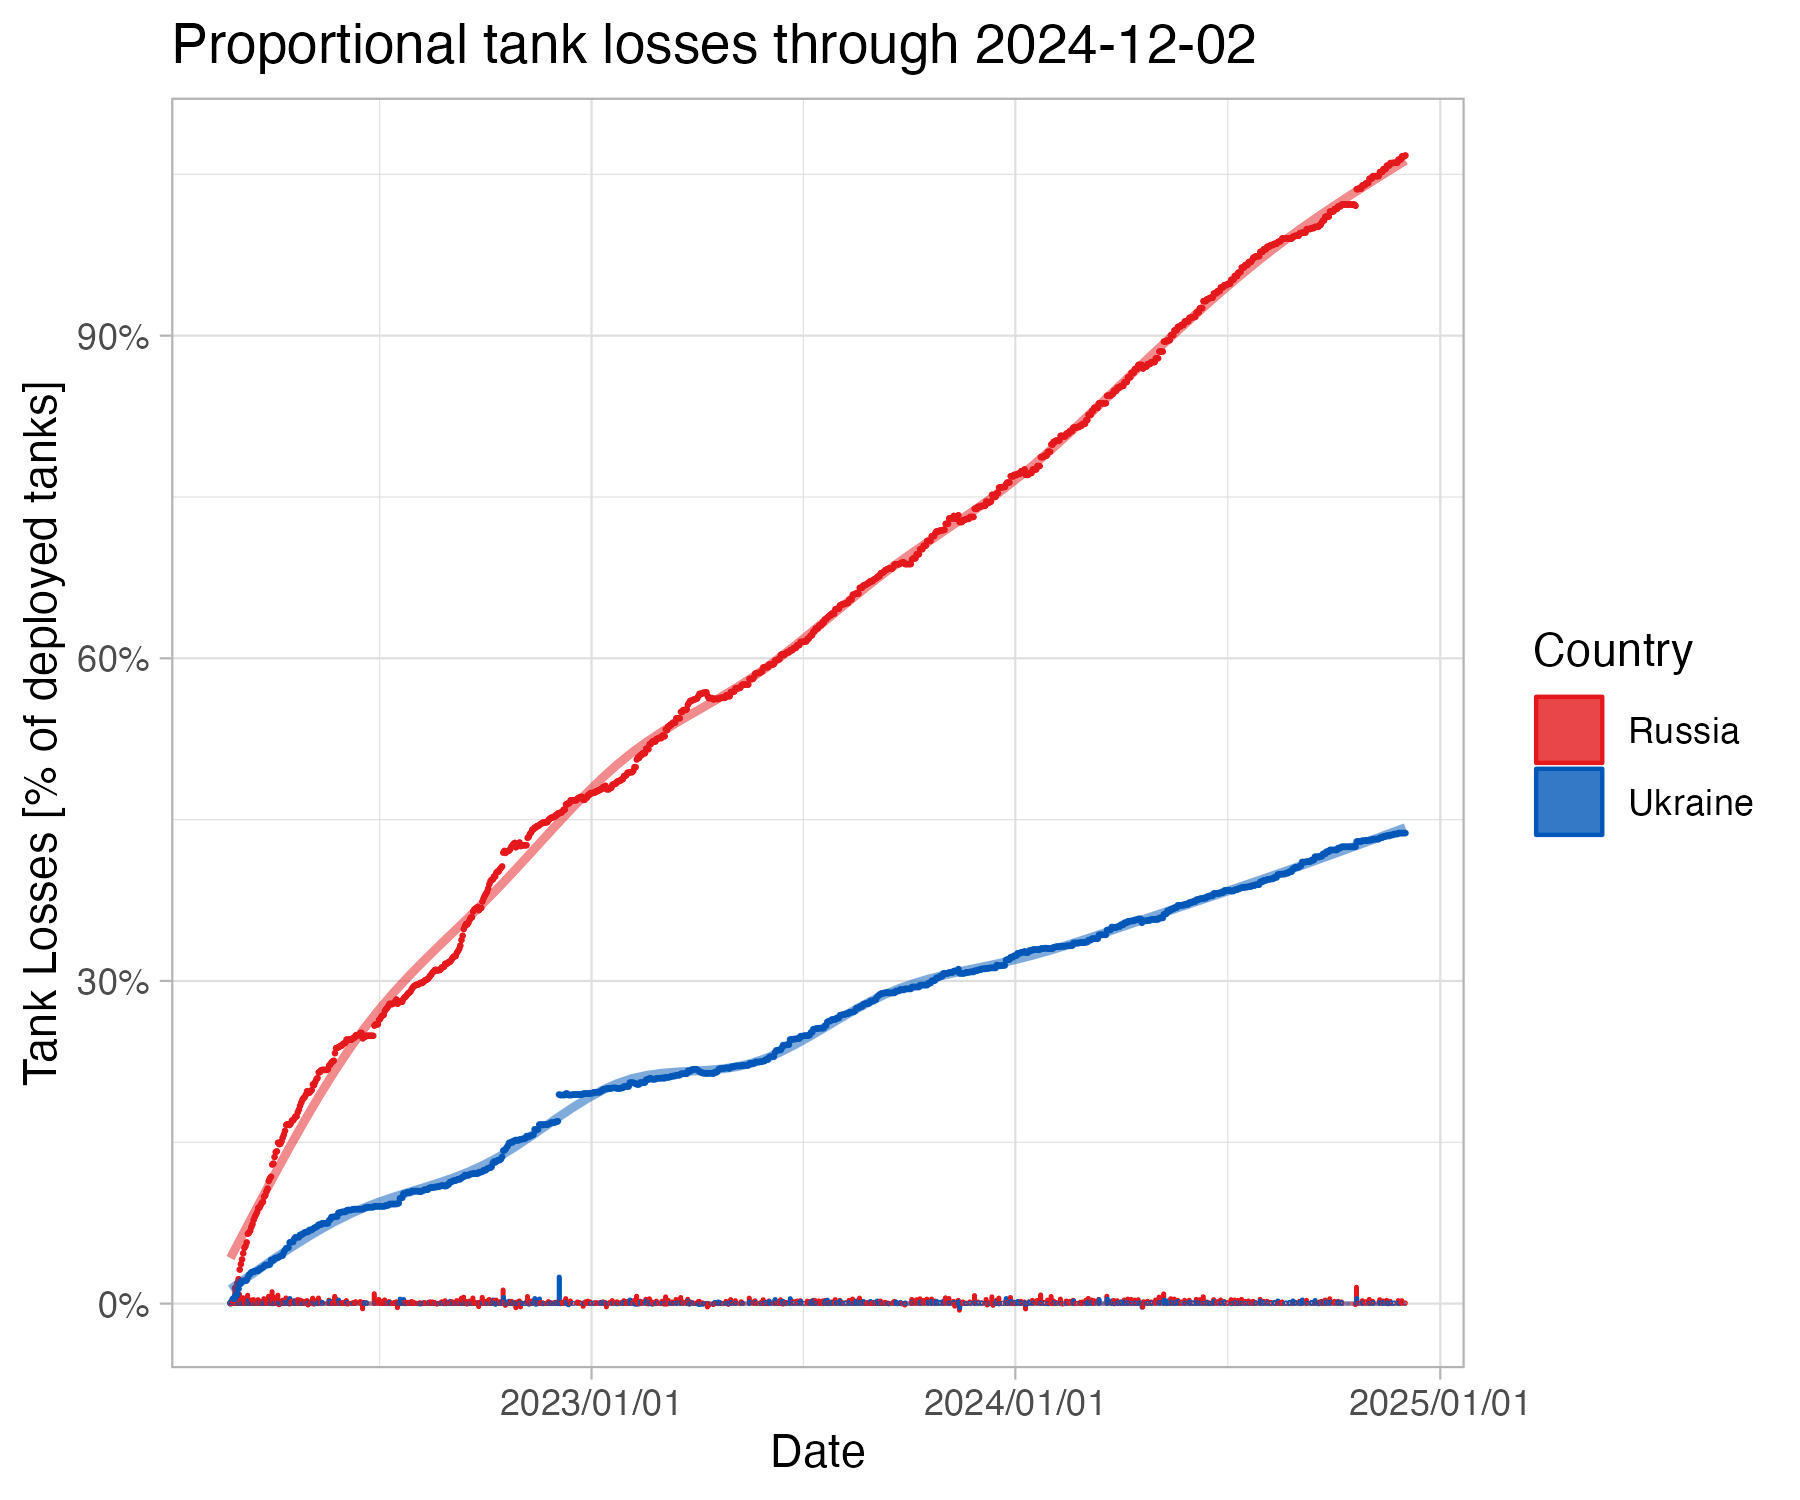 Proportional tank losses through 2024-12-02
Tank Losses [% of deployed tanks]
90%
60%
30%
0%
2023/01/01
2024/01/01
2025/01/01
Date
Country
Russia
Ukraine